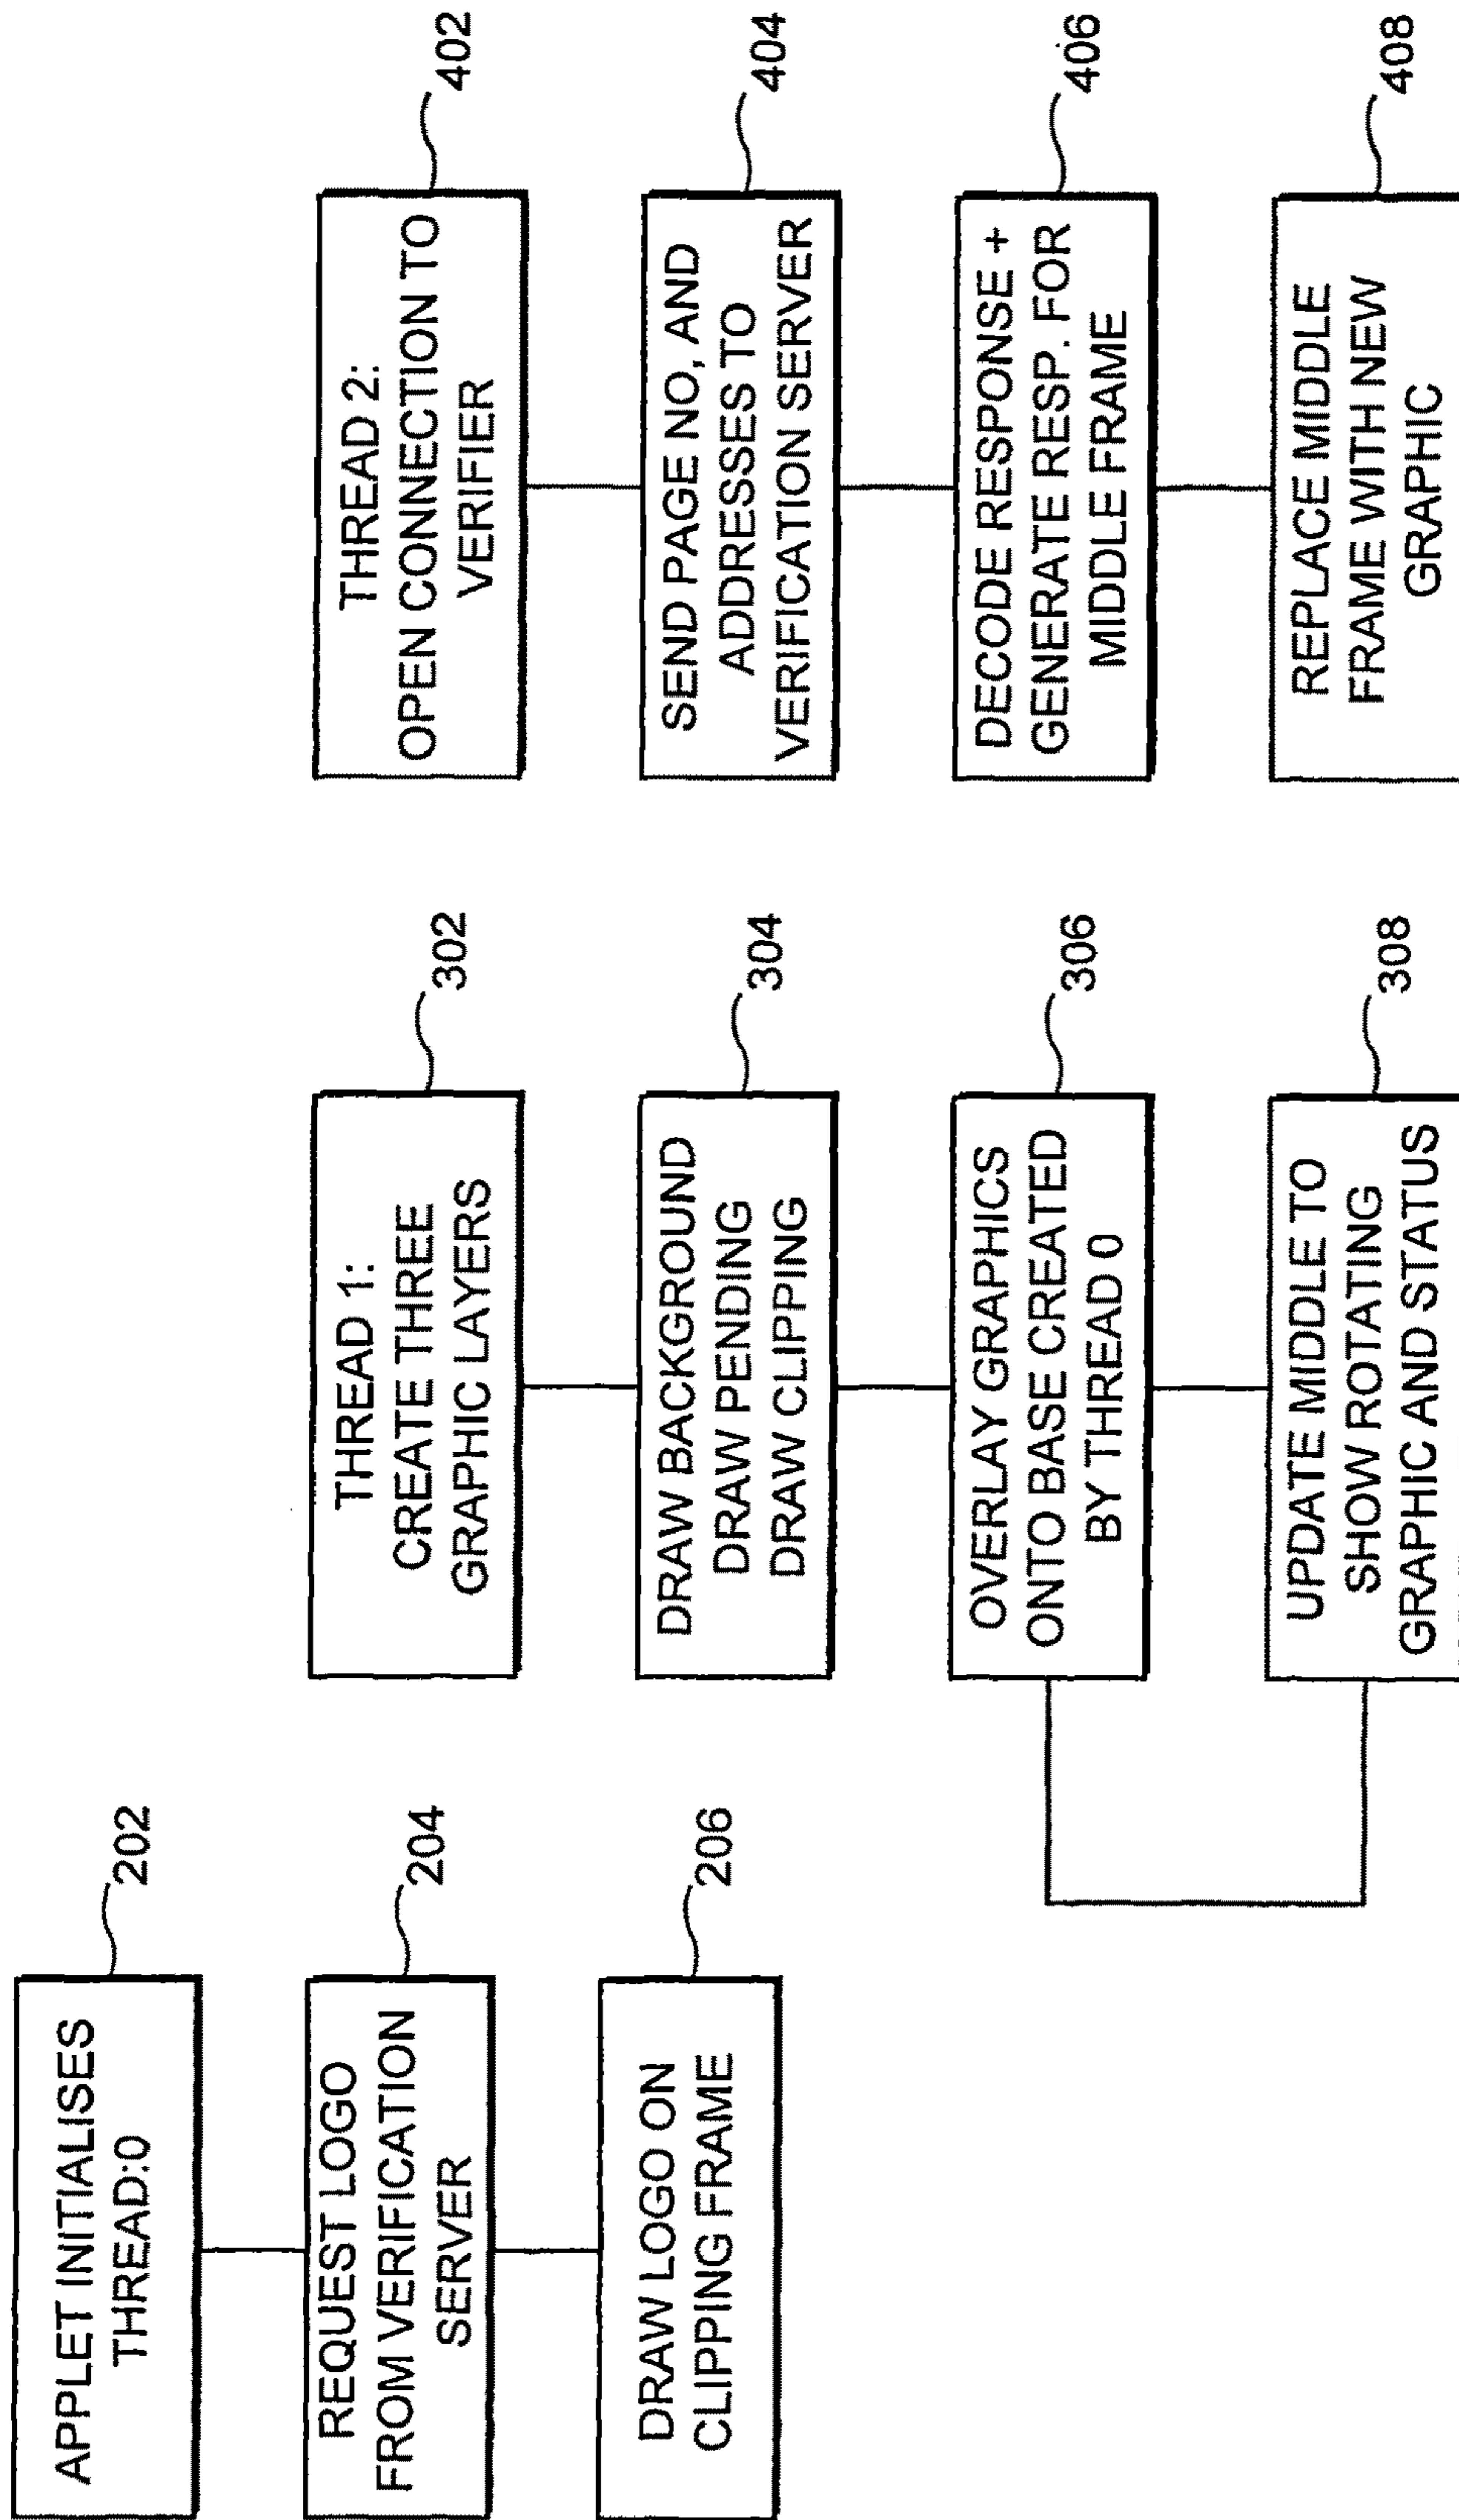 APPLET INITIALISES
THREAD:0
202
REQUEST LOGO
FROM VERIFICATION
SERVER
204
DRAW LOGO ON
CLIPPING FRAME
206
THREAD 1:
CREATE THREE
GRAPHIC LAYERS
302
DRAW BACKGROUND
DRAW PENDING
DRAW CLIPPING
304
OVERLAY GRAPHICS
ONTO BASE CREATED
BY THREAD 0
306
UPDATE MIDDLE TO
SHOW ROTATING
GRAPHIC AND STATUS
308
THREAD 2:
OPEN CONNECTION TO
VERIFIER
402
SEND PAGE NO, AND
ADDRESSES TO
VERIFICATION SERVER
404
DECODE RESPONSE +
GENERATE RESP. FOR
MIDDLE FRAME
406
REPLACE MIDDLE
FRAME WITH NEW
GRAPHIC
408